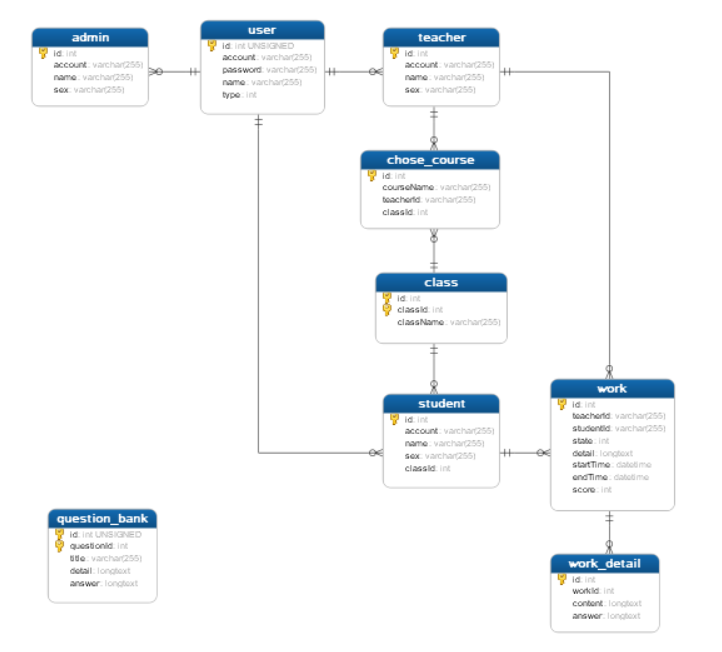 admin
id: int
account: varchar(255)
name: varchar(255)
sex: varchar(255)
user
id: int UNSIGNED
account: varchar(255)
password: varchar(255)
name: varchar(255)
type: int
teacher
id: int
account: varchar(255)
name: varchar(255)
sex: varchar(255)
chose_course
id: int
courseName: varchar(255)
teacherId: varchar(255)
classId: int
class
id: int
classId: int
className: varchar(255)
student
id: int
account: varchar(255)
name: varchar(255)
sex: varchar(255)
classId: int
work
id: int
teacherId: varchar(255)
studentId: varchar(255)
state: int
detail: longtext
startTime: datetime
endTime: datetime
score: int
question_bank
id: int UNSIGNED
questionId: int
title: varchar(255)
detail: longtext
answer: longtext
work_detail
id: int
workId: int
content: longtext
answer: longtext